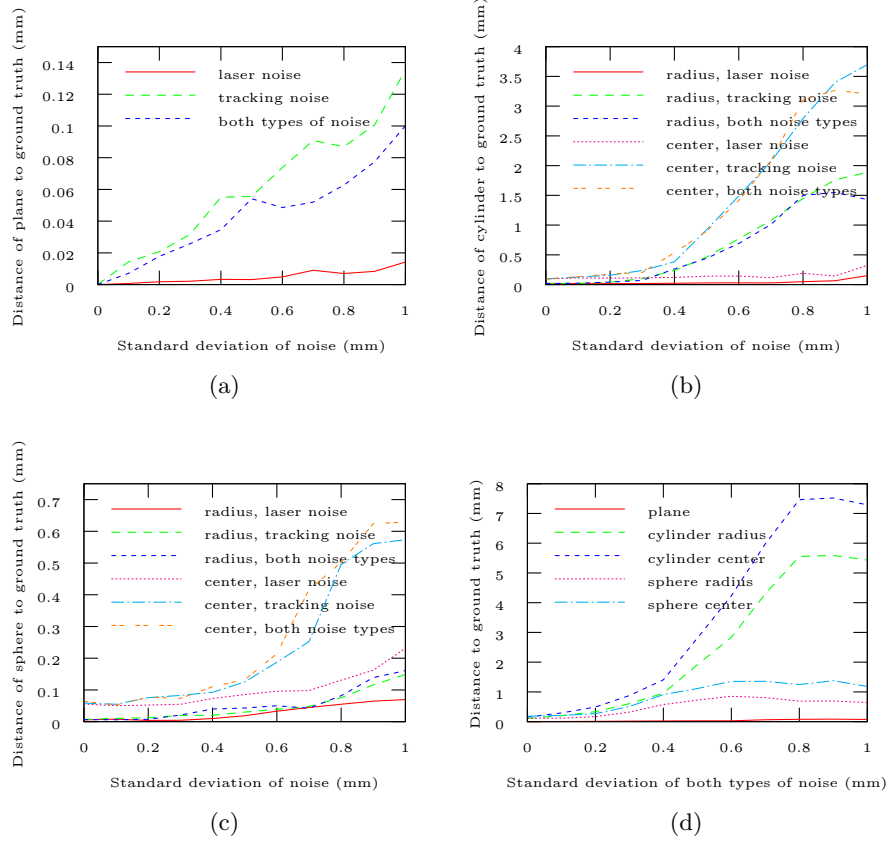 Distance of plane to ground truth (mm)
0.14
0.12
0.1
0.08
0.06
0.04
0.02
0
laser noise
tracking noise
both types of noise
0 0.2 0.4 0.6 0.8 1
Standard deviation of noise (mm)
(a)
Distance of cylinder to ground truth (mm)
4
3.5
3
2.5
2
1.5
1
0.5
0
radius, laser noise
radius, tracking noise
radius, both noise types
center, laser noise
center, tracking noise
center, both noise types
0 0.2 0.4 0.6 0.8 1
Standard deviation of noise (mm)
(b)
Distance of sphere to ground truth (mm)
0.7
0.6
0.5
0.4
0.3
0.2
0.1
0
radius, laser noise
radius, tracking noise
radius, both noise types
center, laser noise
center, tracking noise
center, both noise types
0 0.2 0.4 0.6 0.8 1
Standard deviation of noise (mm)
(c)
Distance to ground truth (mm)
8
7
6
5
4
3
2
1
0
plane
cylinder radius
cylinder center
sphere radius
sphere center
0 0.2 0.4 0.6 0.8 1
Standard deviation of both types of noise (mm)
(d)